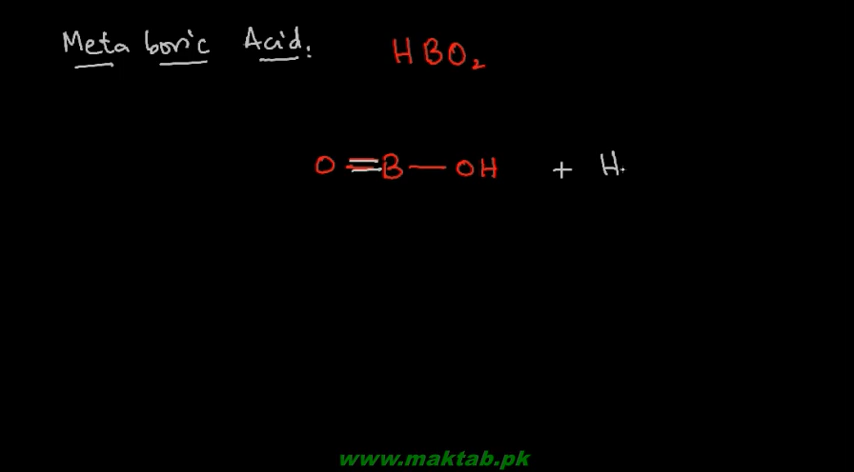 Meta boric Acid: HBO₂
O=B—OH + H.
www.maktab.pk